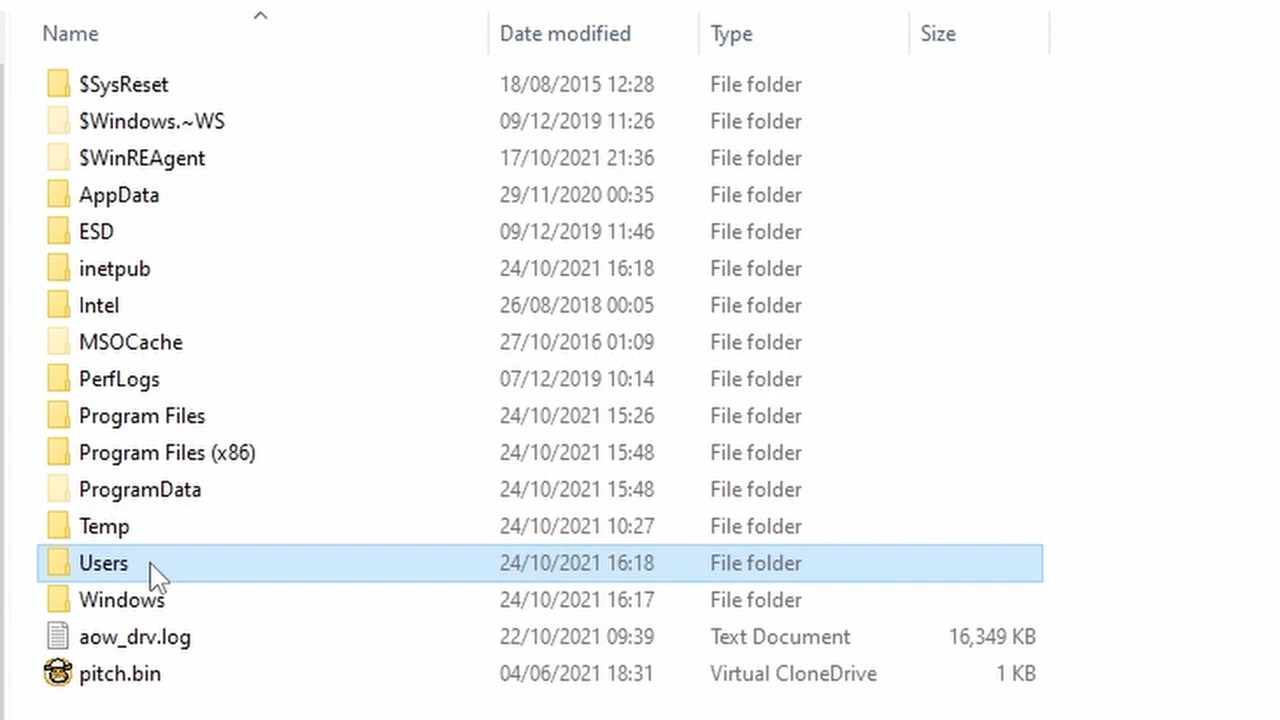 Name Date modified Type Size
$SysReset 18/08/2015 12:28 File folder
$Windows.~WS 09/12/2019 11:26 File folder
$WinREAgent 17/10/2021 21:36 File folder
AppData 29/11/2020 00:35 File folder
ESD 09/12/2019 11:46 File folder
inetpub 24/10/2021 16:18 File folder
Intel 26/08/2018 00:05 File folder
MSOCache 27/10/2016 01:09 File folder
PerfLogs 07/12/2019 10:14 File folder
Program Files 24/10/2021 15:26 File folder
Program Files (x86) 24/10/2021 15:48 File folder
ProgramData 24/10/2021 15:48 File folder
Temp 24/10/2021 10:27 File folder
Users 24/10/2021 16:18 File folder
Windows 24/10/2021 16:17 File folder
aow_drv.log 22/10/2021 09:39 Text Document 16,349 KB
pitch.bin 04/06/2021 18:31 Virtual CloneDrive 1 KB